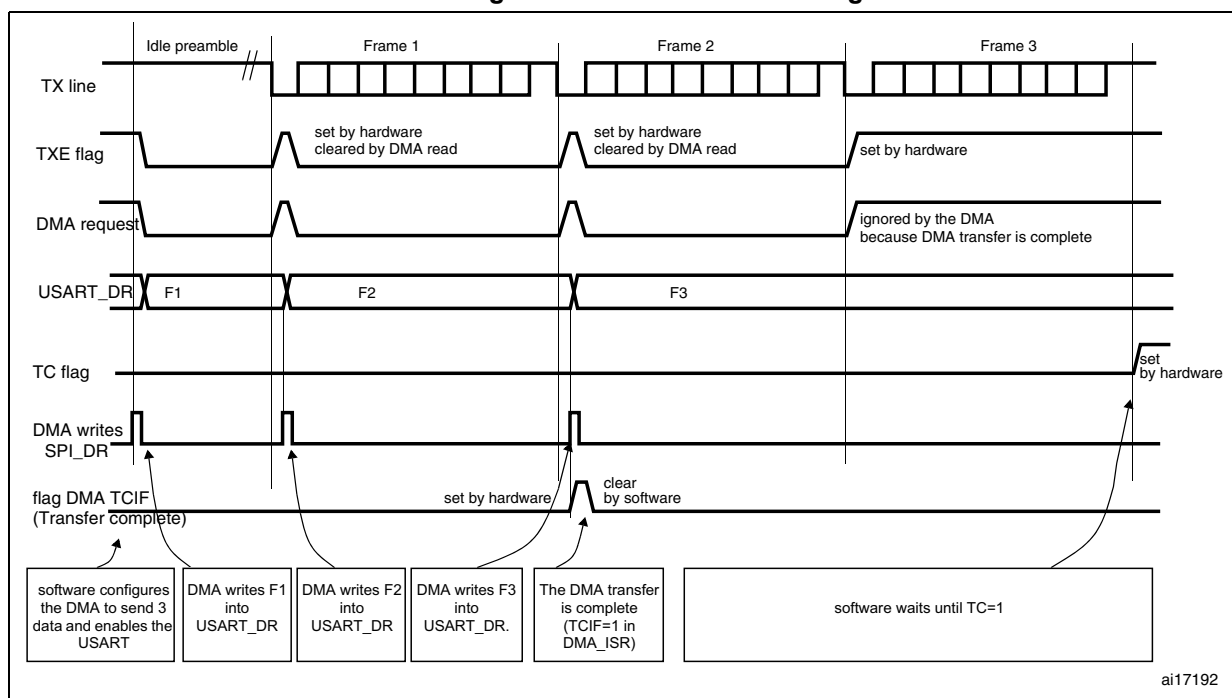 Idle preamble
Frame 1
Frame 2
Frame 3
TX line
TXE flag
set by hardware
cleared by DMA read
set by hardware
cleared by DMA read
set by hardware
DMA request
ignored by the DMA
because DMA transfer is complete
USART_DR
F1
F2
F3
TC flag
set
by hardware
DMA writes
SPI_DR
flag DMA TCIF
(Transfer complete)
set by hardware
clear
by software
software configures
the DMA to send 3
data and enables the
USART
DMA writes F1
into
USART_DR
DMA writes F2
into
USART_DR
DMA writes F3
into
USART_DR.
The DMA transfer
is complete
(TCIF=1 in
DMA_ISR)
software waits until TC=1
ai17192